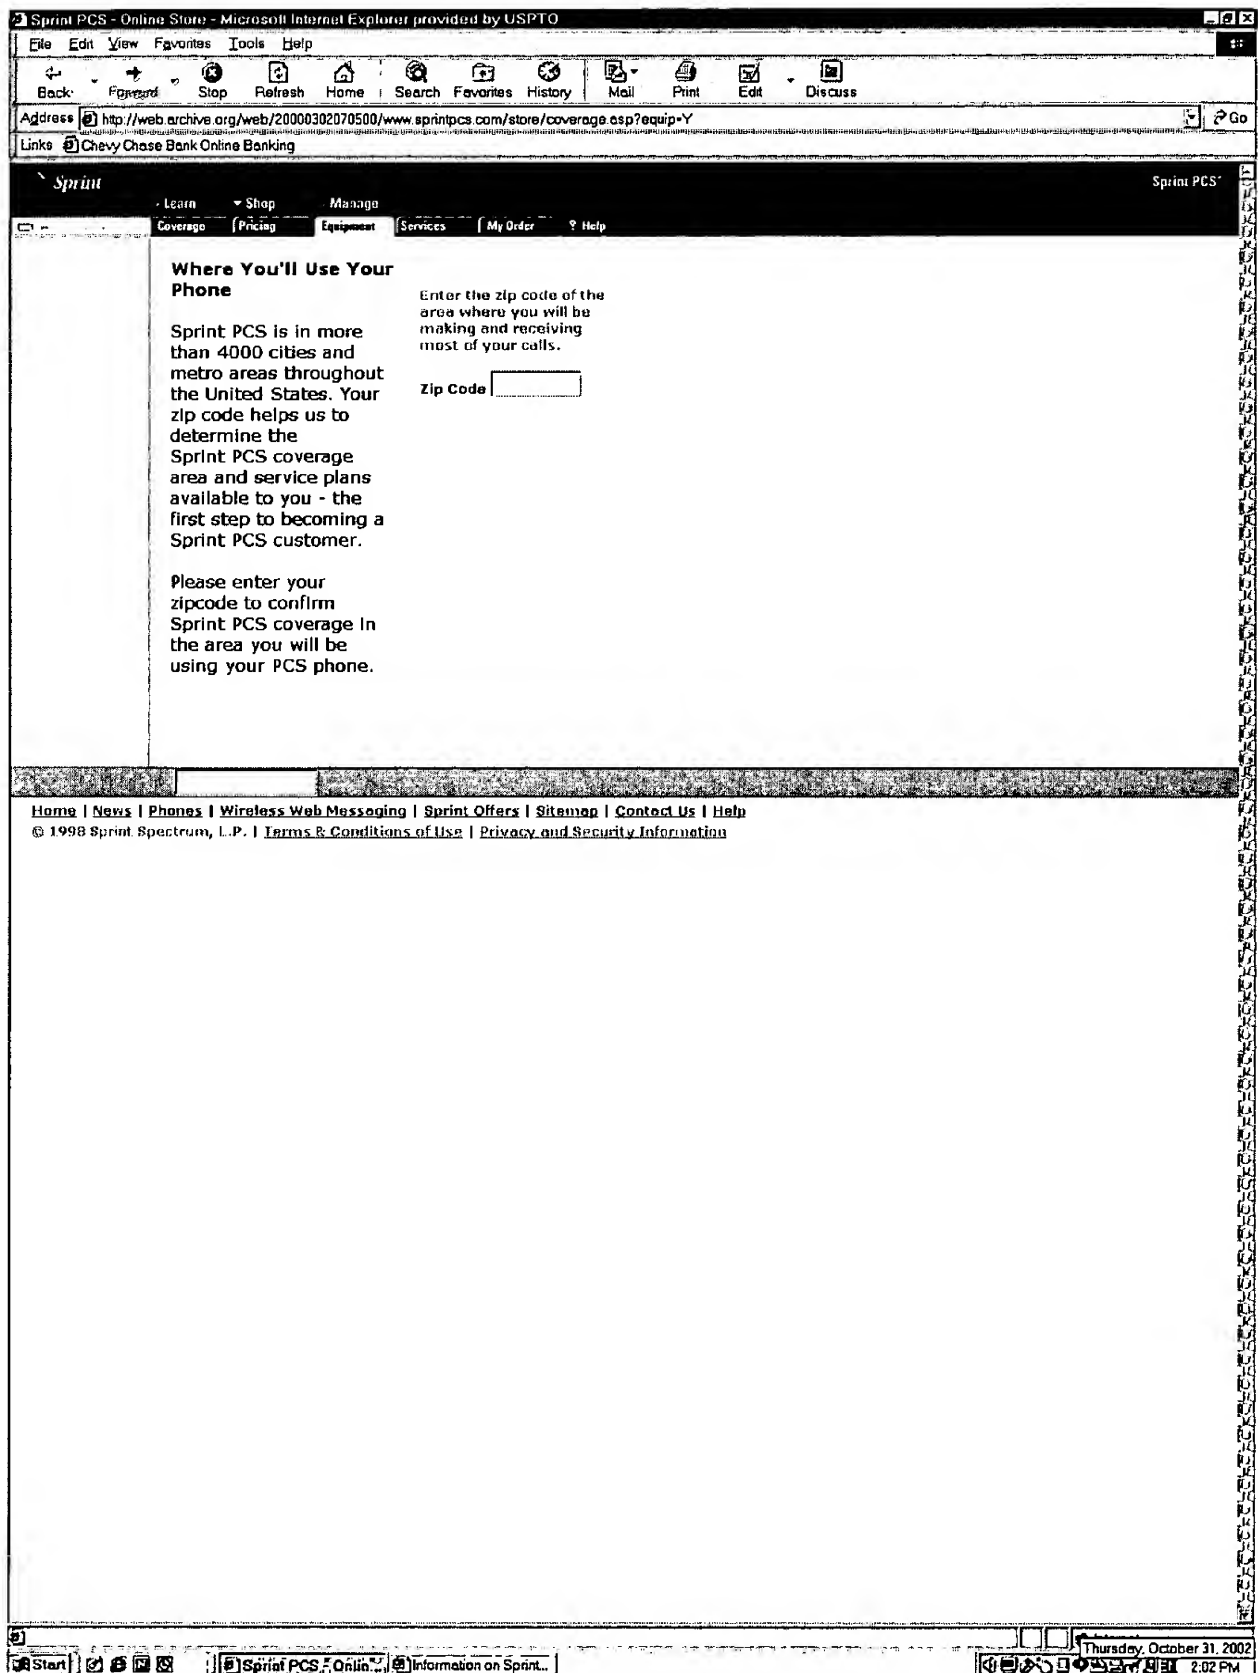 Sprint PCS - Online Store - Microsoft Internet Explorer provided by USPTO
File Edit View Favorites Tools Help
Back Forward Stop Refresh Home Search Favorites History Mail Print Edit Discuss
Address http://web.archive.org/web/20000302070500/www.sprintpcs.com/store/coverage.asp?equip=Y Go
Links Chevy Chase Bank Online Banking
Sprint Sprint PCS
Learn Shop Manage
Coverage Pricing Equipment Services My Order ? Help
Where You'll Use Your
Phone
Sprint PCS is in more
than 4000 cities and
metro areas throughout
the United States. Your
zip code helps us to
determine the
Sprint PCS coverage
area and service plans
available to you - the
first step to becoming a
Sprint PCS customer.
Please enter your
zipcode to confirm
Sprint PCS coverage in
the area you will be
using your PCS phone.
Enter the zip code of the
area where you will be
making and receiving
most of your calls.
Zip Code
Home | News | Phones | Wireless Web Messaging | Sprint Offers | Sitemap | Contact Us | Help
© 1998 Sprint Spectrum, L.P. | Terms & Conditions of Use | Privacy and Security Information
Thursday, October 31, 2002
Start Sprint PCS - Onlin... Information on Sprint... 2:02 PM